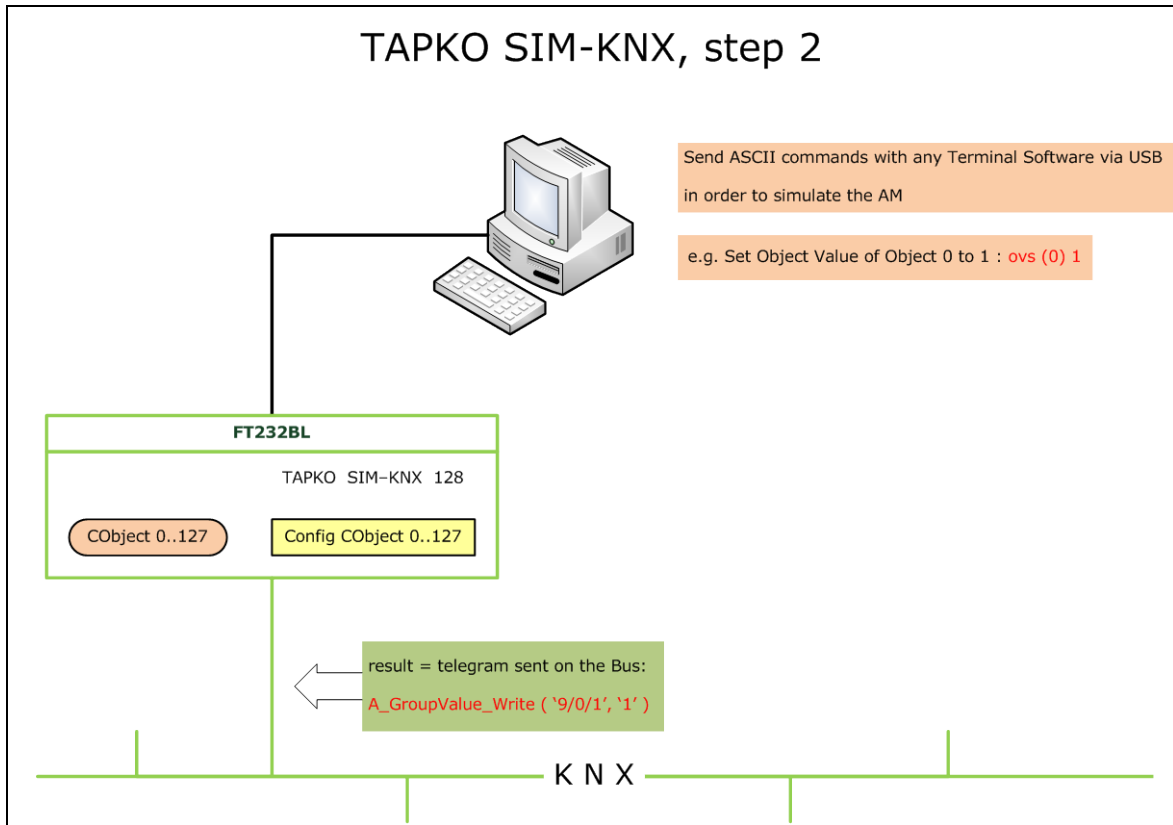 TAPKO SIM-KNX, step 2
Send ASCII commands with any Terminal Software via USB
in order to simulate the AM
e.g. Set Object Value of Object 0 to 1 : ovs (0) 1
FT232BL
TAPKO SIM–KNX 128
CObject 0..127
Config CObject 0..127
result = telegram sent on the Bus:
A_GroupValue_Write ( ‘9/0/1’, ‘1’ )
K N X